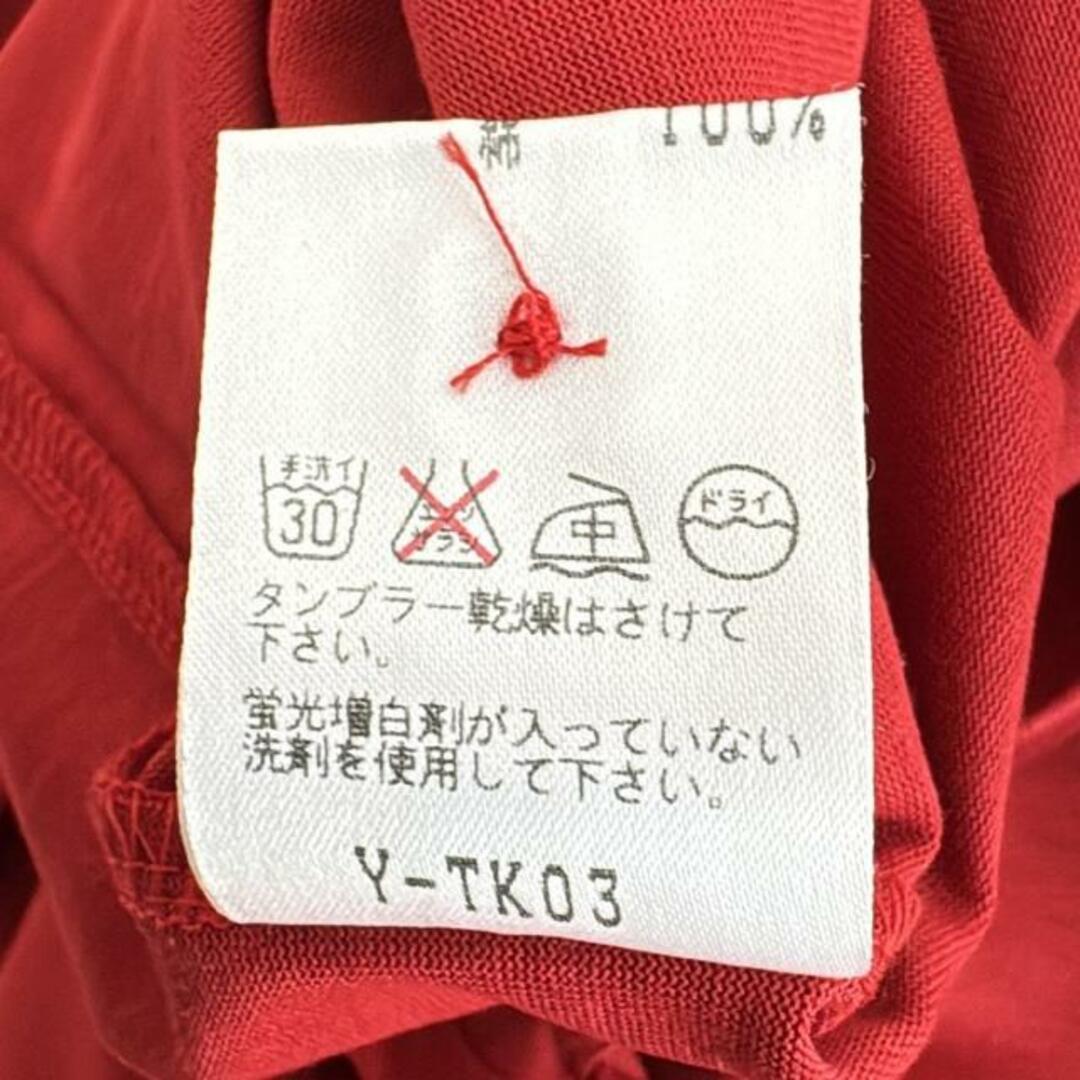 綿 100%
手洗イ 30 エンソサラシ 中 ドライ
タンブラー乾燥はさけて
下さい。
蛍光増白剤が入っていない
洗剤を使用して下さい。
Y-TK03